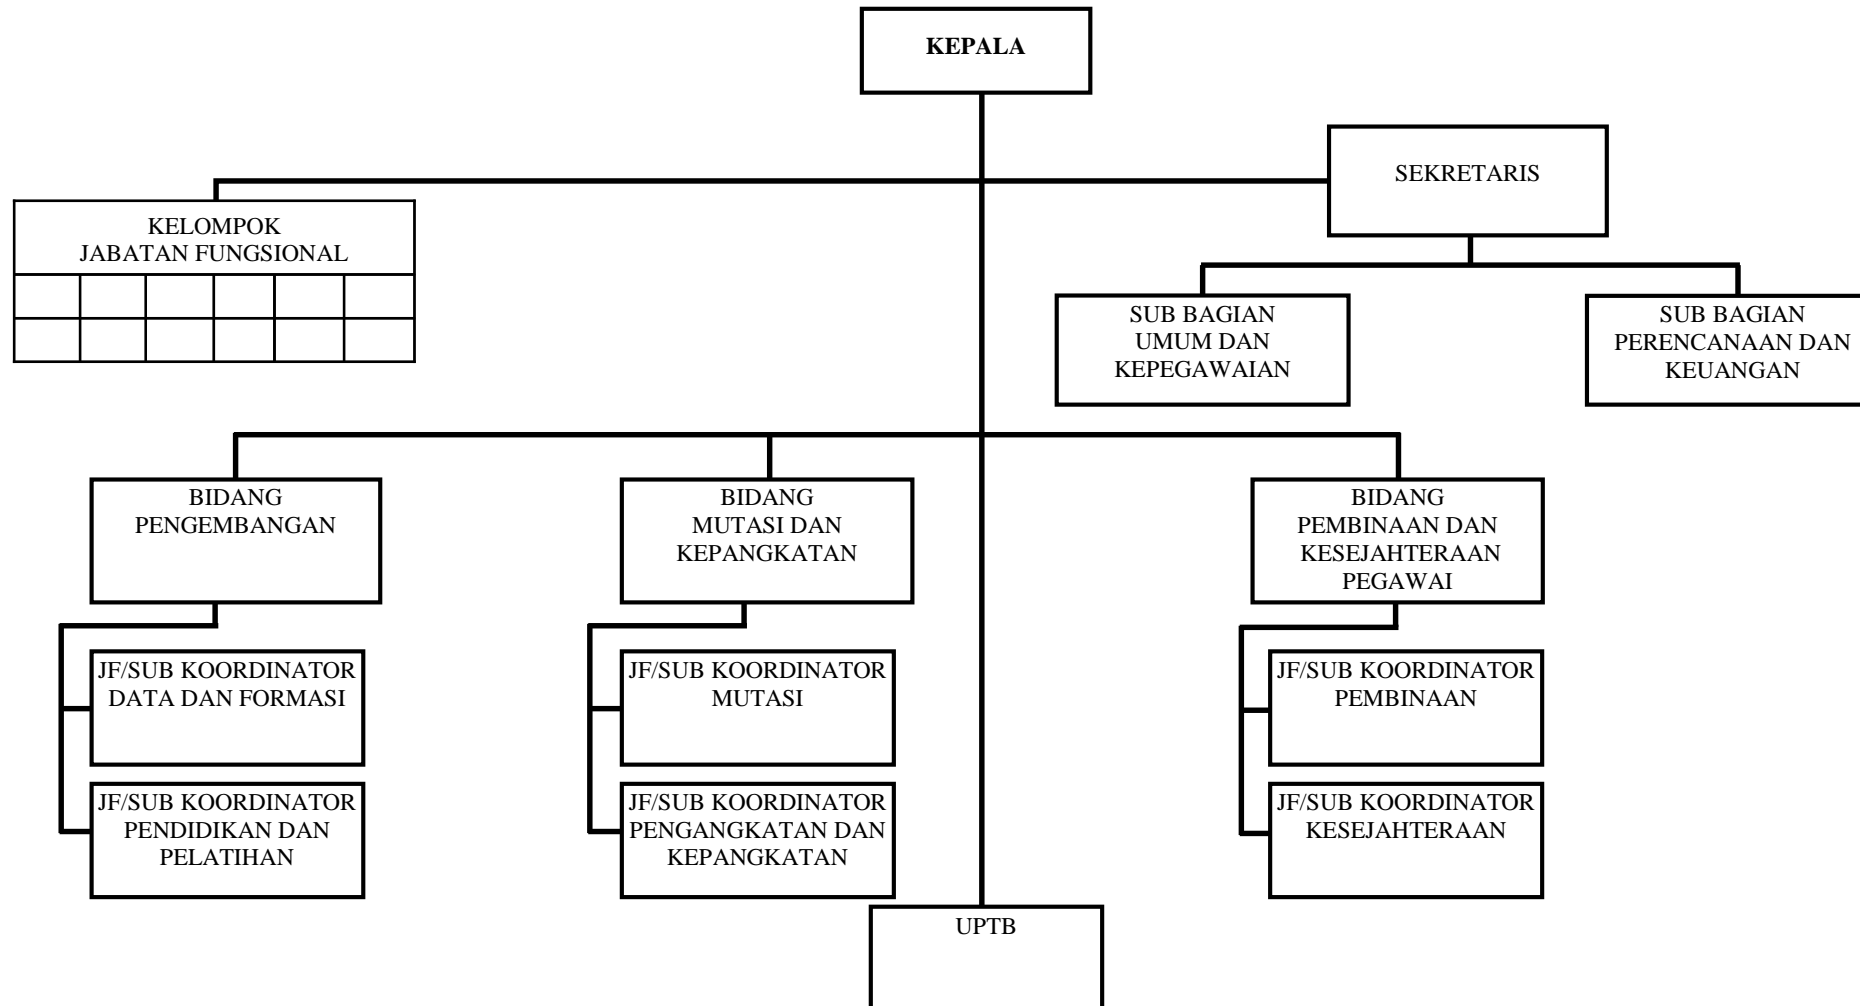 KEPALA
SEKRETARIS
KELOMPOK
JABATAN FUNGSIONAL
SUB BAGIAN
UMUM DAN
KEPEGAWAIAN
SUB BAGIAN
PERENCANAAN DAN
KEUANGAN
BIDANG
PENGEMBANGAN
BIDANG
MUTASI DAN
KEPANGKATAN
BIDANG
PEMBINAAN DAN
KESEJAHTERAAN
PEGAWAI
JF/SUB KOORDINATOR
DATA DAN FORMASI
JF/SUB KOORDINATOR
MUTASI
JF/SUB KOORDINATOR
PEMBINAAN
JF/SUB KOORDINATOR
PENDIDIKAN DAN
PELATIHAN
JF/SUB KOORDINATOR
PENGANGKATAN DAN
KEPANGKATAN
JF/SUB KOORDINATOR
KESEJAHTERAAN
UPTB